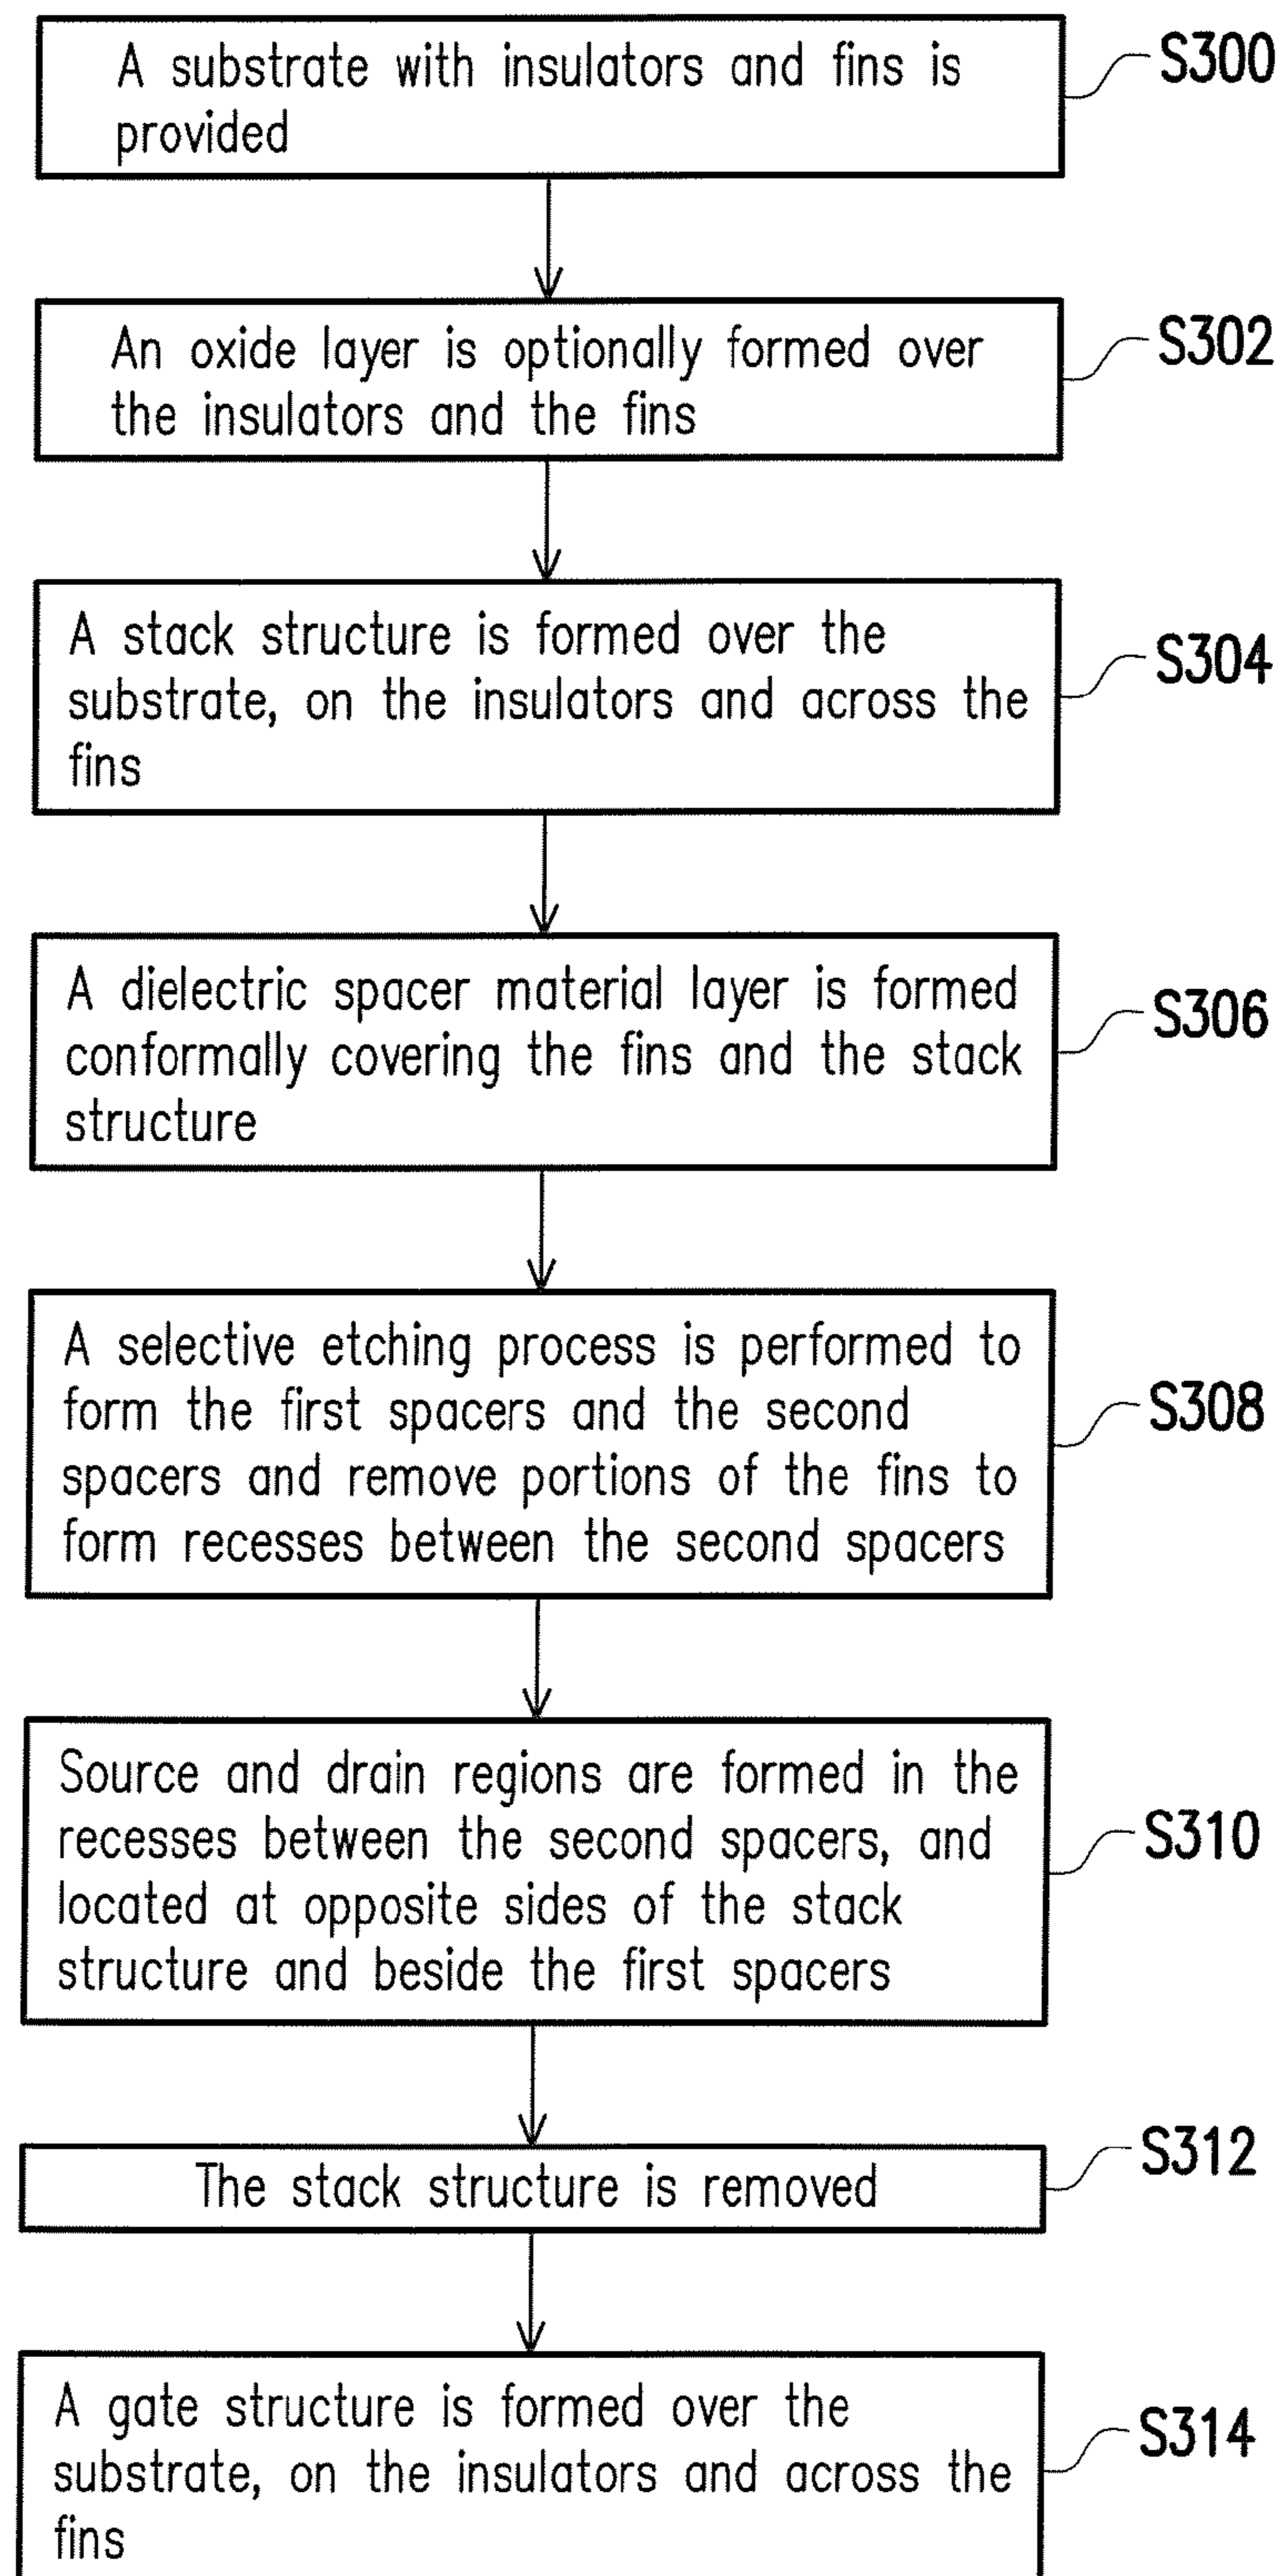 A substrate with insulators and fins is
provided
S300
An oxide layer is optionally formed over
the insulators and the fins
S302
A stack structure is formed over the
substrate, on the insulators and across the
fins
S304
A dielectric spacer material layer is formed
conformally covering the fins and the stack
structure
S306
A selective etching process is performed to
form the first spacers and the second
spacers and remove portions of the fins to
form recesses between the second spacers
S308
Source and drain regions are formed in the
recesses between the second spacers, and
located at opposite sides of the stack
structure and beside the first spacers
S310
The stack structure is removed
S312
A gate structure is formed over the
substrate, on the insulators and across the
fins
S314